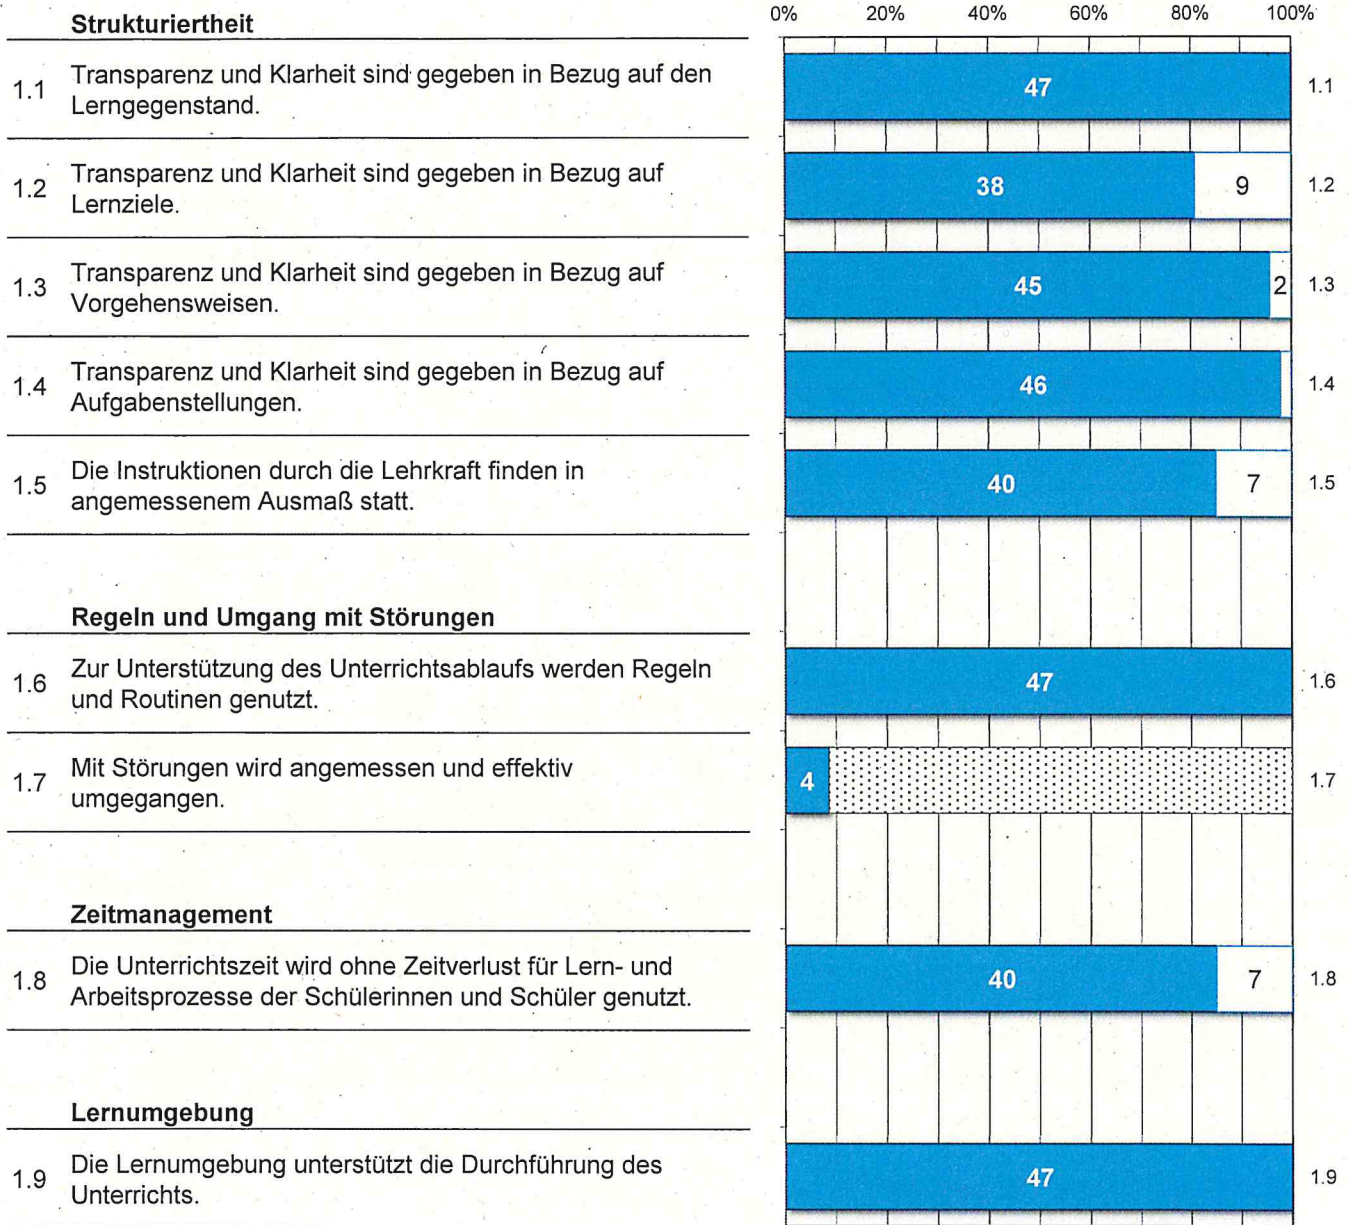 Strukturiertheit
0% 20% 40% 60% 80% 100%
1.1 Transparenz und Klarheit sind gegeben in Bezug auf den
Lerngegenstand.
47 1.1
1.2 Transparenz und Klarheit sind gegeben in Bezug auf
Lernziele.
38 9 1.2
1.3 Transparenz und Klarheit sind gegeben in Bezug auf
Vorgehensweisen.
45 2 1.3
1.4 Transparenz und Klarheit sind gegeben in Bezug auf
Aufgabenstellungen.
46 1.4
1.5 Die Instruktionen durch die Lehrkraft finden in
angemessenem Ausmaß statt.
40 7 1.5
Regeln und Umgang mit Störungen
1.6 Zur Unterstützung des Unterrichtsablaufs werden Regeln
und Routinen genutzt.
47 1.6
1.7 Mit Störungen wird angemessen und effektiv
umgegangen.
4 1.7
Zeitmanagement
1.8 Die Unterrichtszeit wird ohne Zeitverlust für Lern- und
Arbeitsprozesse der Schülerinnen und Schüler genutzt.
40 7 1.8
Lernumgebung
1.9 Die Lernumgebung unterstützt die Durchführung des
Unterrichts.
47 1.9